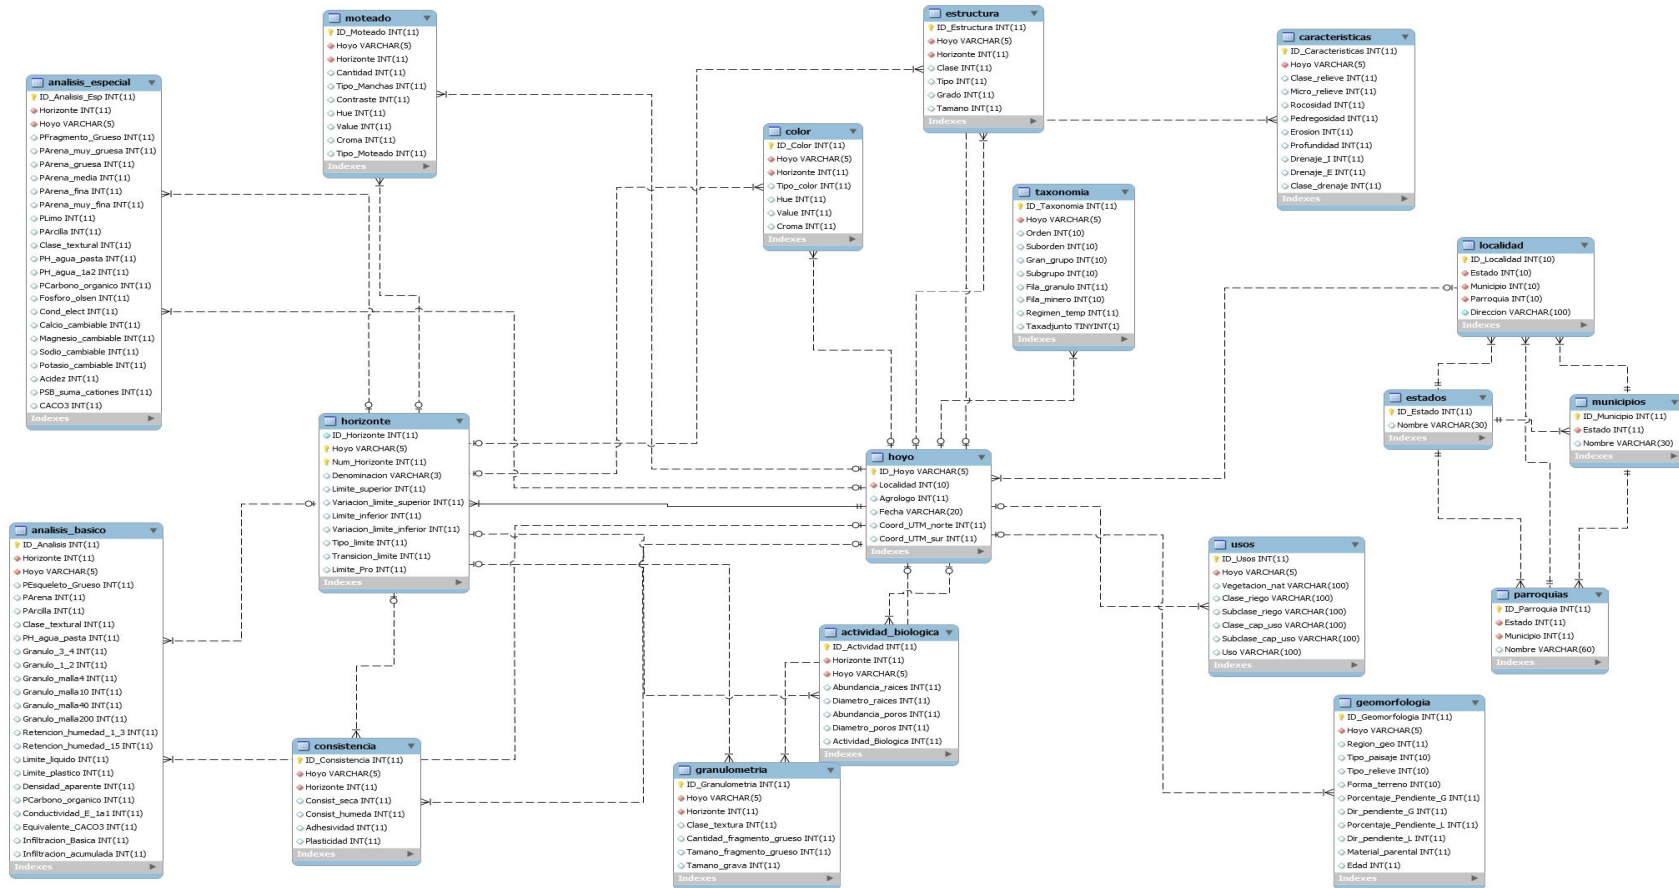 moteado
ID_Moteado INT(11)
Hoyo VARCHAR(5)
Horizonte INT(11)
Cantidad INT(11)
Tipo_Manchas INT(11)
Contraste INT(11)
Hue INT(11)
Value INT(11)
Croma INT(11)
Tipo_Moteado INT(11)
Indexes
estructura
ID_Estructura INT(11)
Hoyo VARCHAR(5)
Horizonte INT(11)
Clase INT(11)
Tipo INT(11)
Grado INT(11)
Tamano INT(11)
Indexes
caracteristicas
ID_Caracteristicas INT(11)
Hoyo VARCHAR(5)
Clase_relieve INT(11)
Micro_relieve INT(11)
Rocosidad INT(11)
Pedregosidad INT(11)
Erosion INT(11)
Profundidad INT(11)
Drenaje_I INT(11)
Drenaje_E INT(11)
Clase_drenaje INT(11)
Indexes
analisis_especial
ID_Analisis_Esp INT(11)
Horizonte INT(11)
Hoyo VARCHAR(5)
PFragmento_Grueso INT(11)
PArena_muy_gruesa INT(11)
PArena_gruesa INT(11)
PArena_media INT(11)
PArena_fina INT(11)
PArena_muy_fina INT(11)
PLimo INT(11)
PArcilla INT(11)
Clase_textural INT(11)
PH_agua_pasta INT(11)
PH_agua_1a2 INT(11)
PCarbono_organico INT(11)
Fosforo_olsen INT(11)
Cond_elect INT(11)
Calcio_cambiable INT(11)
Magnesio_cambiable INT(11)
Sodio_cambiable INT(11)
Potasio_cambiable INT(11)
Acidez INT(11)
PSB_suma_cationes INT(11)
CACO3 INT(11)
Indexes
color
ID_Color INT(11)
Hoyo VARCHAR(5)
Horizonte INT(11)
Tipo_color INT(11)
Hue INT(11)
Value INT(11)
Croma INT(11)
Indexes
taxonomia
ID_Taxonomia INT(11)
Hoyo VARCHAR(5)
Orden INT(10)
Suborden INT(10)
Gran_grupo INT(10)
Subgrupo INT(10)
Fila_granulo INT(11)
Fila_minero INT(10)
Regimen_temp INT(11)
Taxadjunto TINYINT(1)
Indexes
localidad
ID_Localidad INT(10)
Estado INT(10)
Municipio INT(10)
Parroquia INT(10)
Direccion VARCHAR(100)
Indexes
estados
ID_Estado INT(11)
Nombre VARCHAR(30)
Indexes
municipios
ID_Municipio INT(11)
Estado INT(11)
Nombre VARCHAR(30)
Indexes
horizonte
ID_Horizonte INT(11)
Hoyo VARCHAR(5)
Num_Horizonte INT(11)
Denominacion VARCHAR(3)
Limite_superior INT(11)
Variacion_limite_superior INT(11)
Limite_inferior INT(11)
Variacion_limite_inferior INT(11)
Tipo_limite INT(11)
Transicion_limite INT(11)
Limite_Pro INT(11)
Indexes
hoyo
ID_Hoyo VARCHAR(5)
Localidad INT(10)
Agrologo INT(11)
Fecha VARCHAR(20)
Coord_UTM_norte INT(11)
Coord_UTM_sur INT(11)
Indexes
analisis_basico
ID_Analisis INT(11)
Horizonte INT(11)
Hoyo VARCHAR(5)
PEsqueleto_Grueso INT(11)
PArena INT(11)
PArcilla INT(11)
Clase_textural INT(11)
PH_agua_pasta INT(11)
Granulo_3_4 INT(11)
Granulo_1_2 INT(11)
Granulo_malla4 INT(11)
Granulo_malla10 INT(11)
Granulo_malla40 INT(11)
Granulo_malla200 INT(11)
Retencion_humedad_1_3 INT(11)
Retencion_humedad_15 INT(11)
Limite_liquido INT(11)
Limite_plastico INT(11)
Densidad_aparente INT(11)
PCarbono_organico INT(11)
Conductividad_E_1a1 INT(11)
Equivalente_CACO3 INT(11)
Infiltracion_Basica INT(11)
Infiltracion_acumulada INT(11)
Indexes
usos
ID_Usos INT(11)
Hoyo VARCHAR(5)
Vegetacion_nat VARCHAR(100)
Clase_riego VARCHAR(100)
Subclase_riego VARCHAR(100)
Clase_cap_uso VARCHAR(100)
Subclase_cap_uso VARCHAR(100)
Uso VARCHAR(100)
Indexes
parroquias
ID_Parroquia INT(11)
Estado INT(11)
Municipio INT(11)
Nombre VARCHAR(60)
Indexes
actividad_biologica
ID_Actividad INT(11)
Horizonte INT(11)
Hoyo VARCHAR(5)
Abundancia_raices INT(11)
Diametro_raices INT(11)
Abundancia_poros INT(11)
Diametro_poros INT(11)
Actividad_Biologica INT(11)
Indexes
consistencia
ID_Consistencia INT(11)
Hoyo VARCHAR(5)
Horizonte INT(11)
Consist_seca INT(11)
Consist_humeda INT(11)
Adhesividad INT(11)
Plasticidad INT(11)
Indexes
granulometria
ID_Granulometria INT(11)
Hoyo VARCHAR(5)
Horizonte INT(11)
Clase_textura INT(11)
Cantidad_fragmento_grueso INT(11)
Tamano_fragmento_grueso INT(11)
Tamano_grava INT(11)
Indexes
geomorfologia
ID_Geomorfologia INT(11)
Hoyo VARCHAR(5)
Region_geo INT(11)
Tipo_paisaje INT(10)
Tipo_relieve INT(10)
Forma_terreno INT(10)
Porcentaje_Pendiente_G INT(11)
Dir_pendiente_G INT(11)
Porcentaje_Pendiente_L INT(11)
Dir_pendiente_L INT(11)
Material_parental INT(11)
Edad INT(11)
Indexes